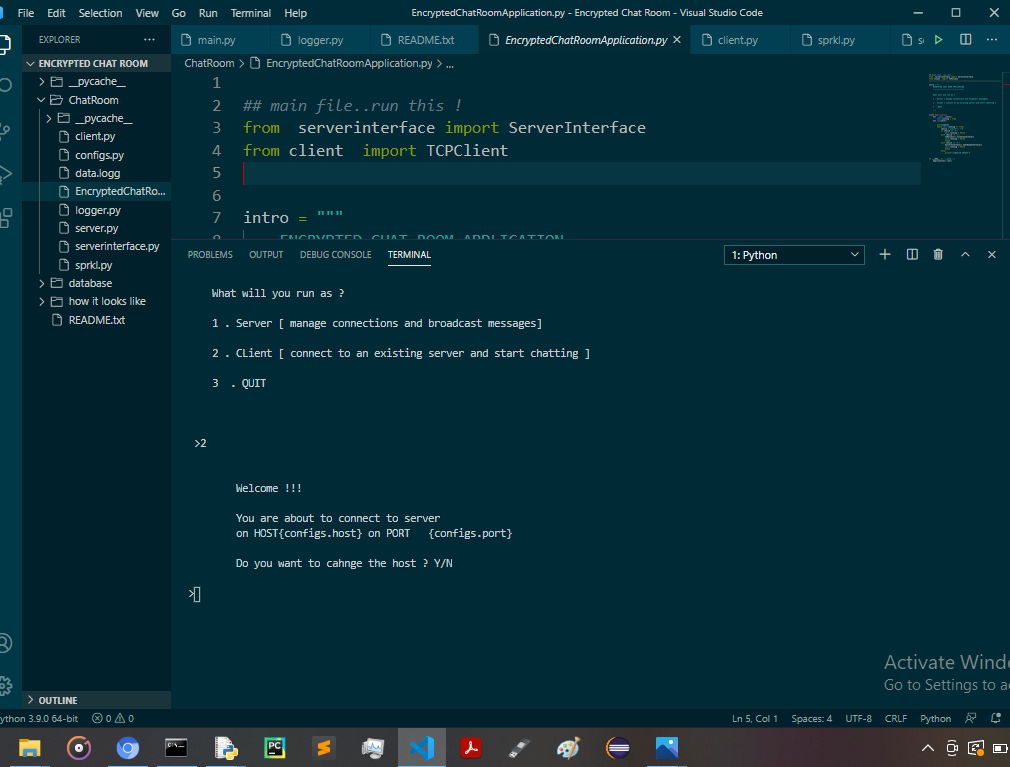 File Edit Selection View Go Run Terminal Help EncryptedChatRoomApplication.py - Encrypted Chat Room - Visual Studio Code
EXPLORER
main.py logger.py README.txt EncryptedChatRoomApplication.py client.py sprkl.py
ENCRYPTED CHAT ROOM
__pycache__
ChatRoom
__pycache__
client.py
configs.py
data.logg
EncryptedChatRo...
logger.py
server.py
serverinterface.py
sprkl.py
database
how it looks like
README.txt
OUTLINE
ChatRoom > EncryptedChatRoomApplication.py > ...
1
2 ## main file..run this !
3 from  serverinterface import ServerInterface
4 from client  import TCPClient
5
6
7 intro = """
8 ENCRYPTED CHAT ROOM APPLICATION
PROBLEMS OUTPUT DEBUG CONSOLE TERMINAL 1: Python
What will you run as ?
1 . Server [ manage connections and broadcast messages]
2 . CLient [ connect to an existing server and start chatting ]
3  . QUIT
>2
Welcome !!!
You are about to connect to server
on HOST{configs.host} on PORT   {configs.port}
Do you want to cahnge the host ? Y/N
>
Activate Windo
Go to Settings to a
ython 3.9.0 64-bit 0 0 Ln 5, Col 1 Spaces: 4 UTF-8 CRLF Python
PC